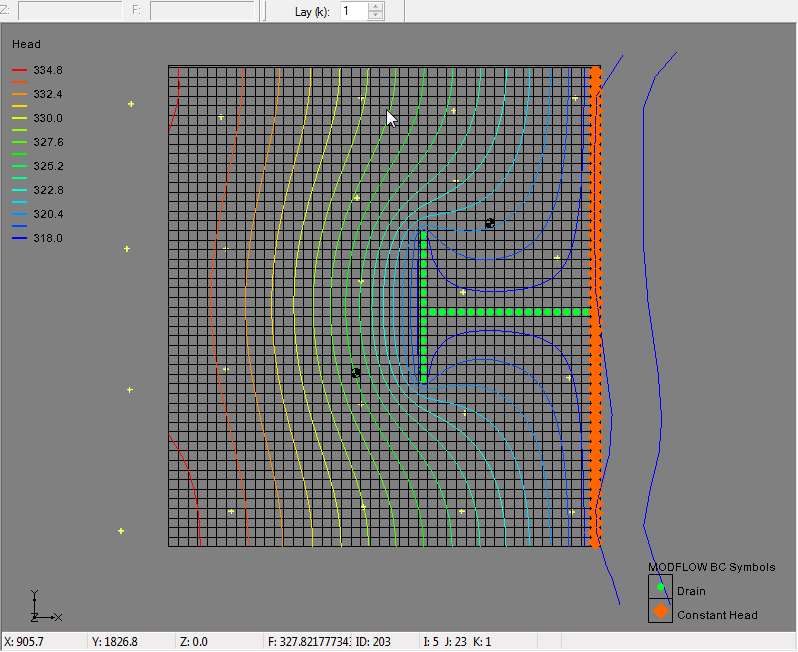 Z: F: Lay (k): 1
Head
334.8
332.4
330.0
327.6
325.2
322.8
320.4
318.0
MODFLOW BC Symbols
Drain
Constant Head
Y
Z X
X: 905.7 Y: 1826.8 Z: 0.0 F: 327.821777343 ID: 203 I: 5 J: 23 K: 1